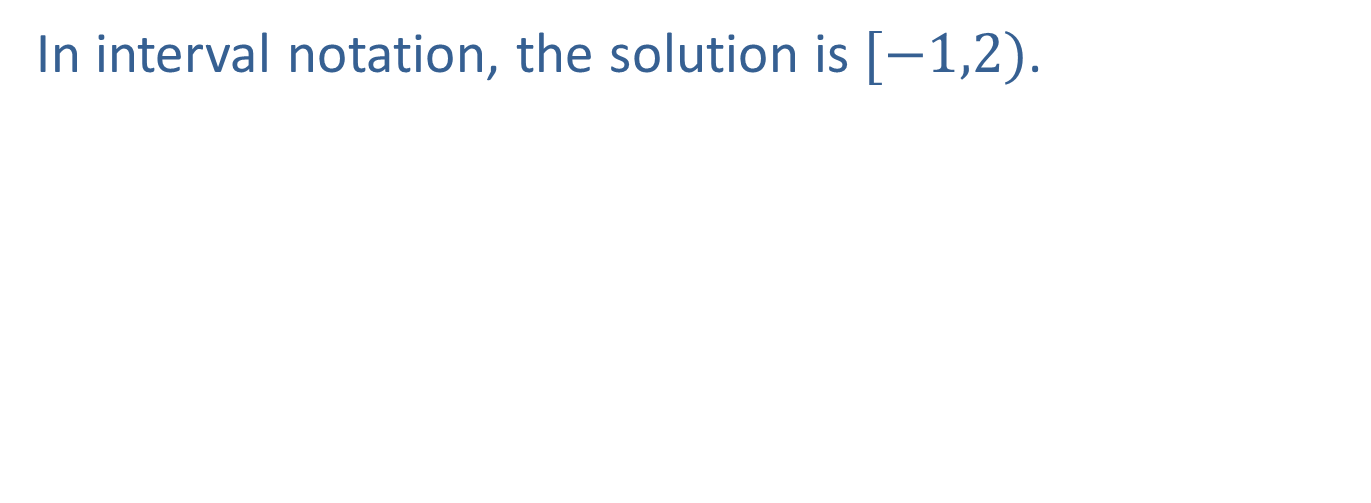 In interval notation, the solution is [−1,2).